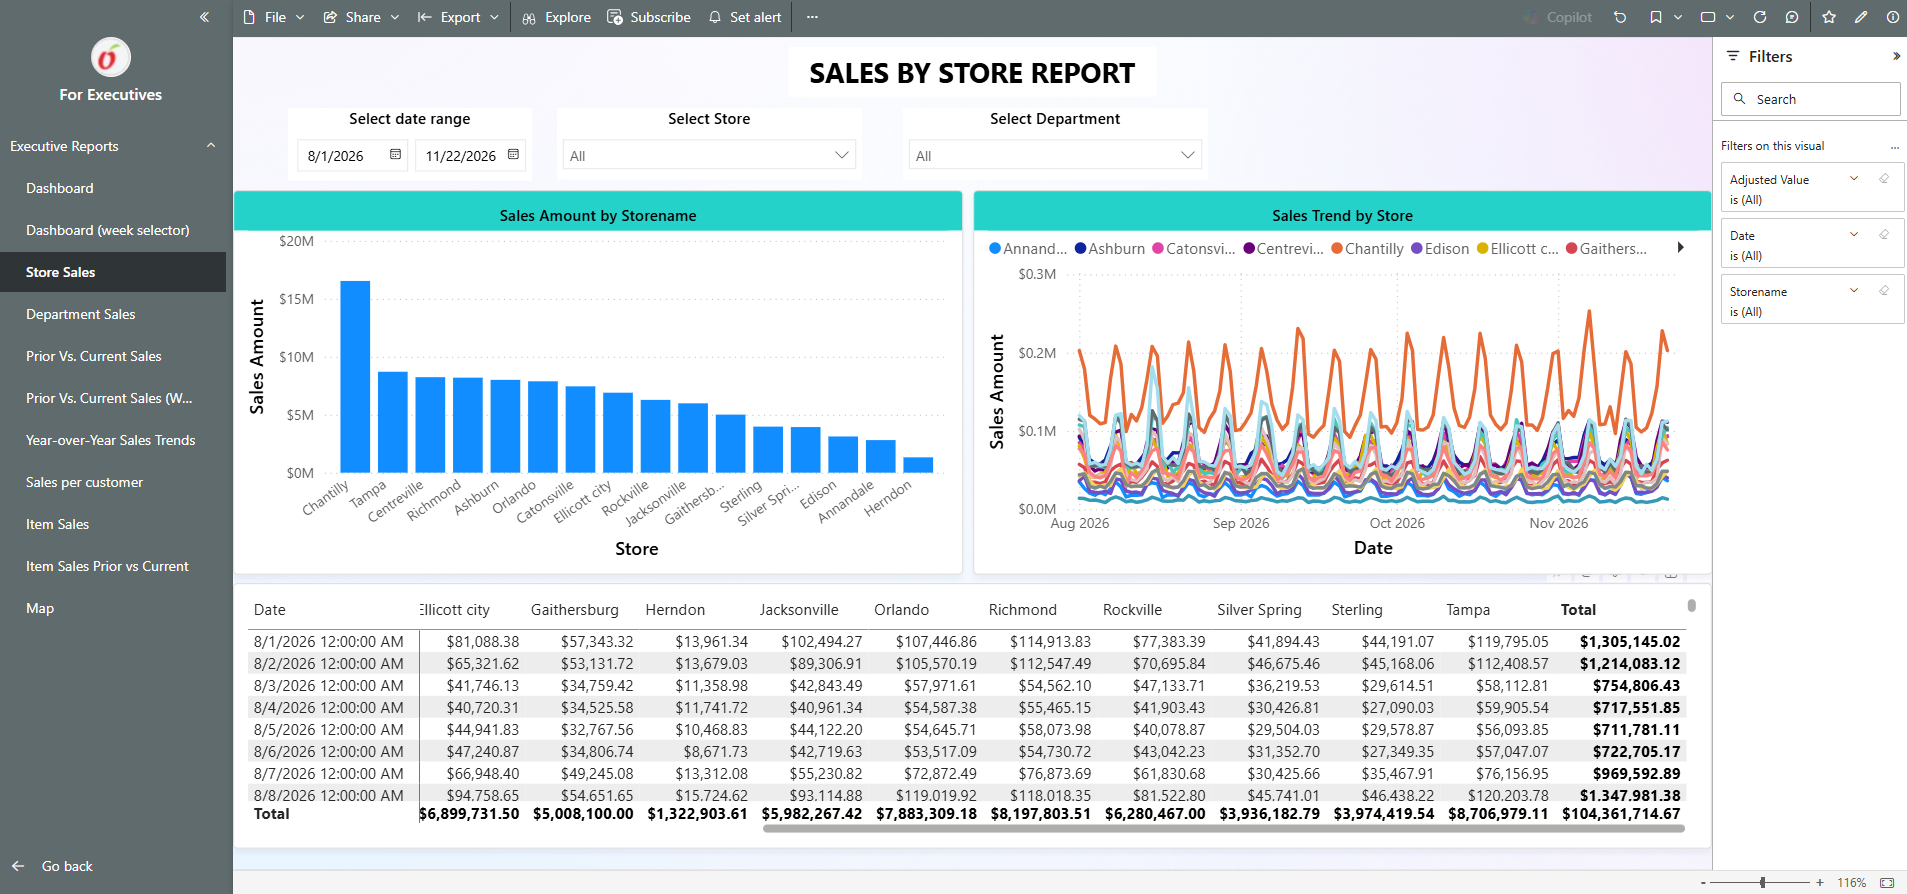 File Share Export Explore Subscribe Set alert ... Copilot
For Executives
Executive Reports
Dashboard
Dashboard (week selector)
Store Sales
Department Sales
Prior Vs. Current Sales
Prior Vs. Current Sales (W...
Year-over-Year Sales Trends
Sales per customer
Item Sales
Item Sales Prior vs Current
Map
Go back
SALES BY STORE REPORT
Select date range
8/1/2026 11/22/2026
Select Store
All
Select Department
All
Sales Amount by Storename
Sales Amount
$20M
$15M
$10M
$5M
$0M
Chantilly Tampa Centreville Richmond Ashburn Orlando Catonsville Ellicott city Rockville Jacksonville Gaithersb... Sterling Silver Spri... Edison Annandale Herndon
Store
Sales Trend by Store
Annand... Ashburn Catonsvi... Centrevi... Chantilly Edison Ellicott c... Gaithers...
Sales Amount
$0.3M
$0.2M
$0.1M
$0.0M
Aug 2026 Sep 2026 Oct 2026 Nov 2026
Date
Date Ellicott city Gaithersburg Herndon Jacksonville Orlando Richmond Rockville Silver Spring Sterling Tampa Total
8/1/2026 12:00:00 AM $81,088.38 $57,343.32 $13,961.34 $102,494.27 $107,446.86 $114,913.83 $77,383.39 $41,894.43 $44,191.07 $119,795.05 $1,305,145.02
8/2/2026 12:00:00 AM $65,321.62 $53,131.72 $13,679.03 $89,306.91 $105,570.19 $112,547.49 $70,695.84 $46,675.46 $45,168.06 $112,408.57 $1,214,083.12
8/3/2026 12:00:00 AM $41,746.13 $34,759.42 $11,358.98 $42,843.49 $57,971.61 $54,562.10 $47,133.71 $36,219.53 $29,614.51 $58,112.81 $754,806.43
8/4/2026 12:00:00 AM $40,720.31 $34,525.58 $11,741.72 $40,961.34 $54,587.38 $55,465.15 $41,903.43 $30,426.81 $27,090.03 $59,905.54 $717,551.85
8/5/2026 12:00:00 AM $44,941.83 $32,767.56 $10,468.83 $44,122.20 $54,645.71 $58,073.98 $40,078.87 $29,504.03 $29,578.87 $56,093.85 $711,781.11
8/6/2026 12:00:00 AM $47,240.87 $34,806.74 $8,671.73 $42,719.63 $53,517.09 $54,730.72 $43,042.23 $31,352.70 $27,349.35 $57,047.07 $722,705.17
8/7/2026 12:00:00 AM $66,948.40 $49,245.08 $13,312.08 $55,230.82 $72,872.49 $76,873.69 $61,830.68 $30,425.66 $35,467.91 $76,156.95 $969,592.89
8/8/2026 12:00:00 AM $94,758.65 $54,651.65 $15,724.62 $93,114.88 $119,019.92 $118,018.35 $81,522.80 $45,741.01 $46,438.22 $120,203.78 $1,347,981.38
Total $6,899,731.50 $5,008,100.00 $1,322,903.61 $5,982,267.42 $7,883,309.18 $8,197,803.51 $6,280,467.00 $3,936,182.79 $3,974,419.54 $8,706,979.11 $104,361,714.67
Filters
Search
Filters on this visual ...
Adjusted Value
is (All)
Date
is (All)
Storename
is (All)
- + 116%